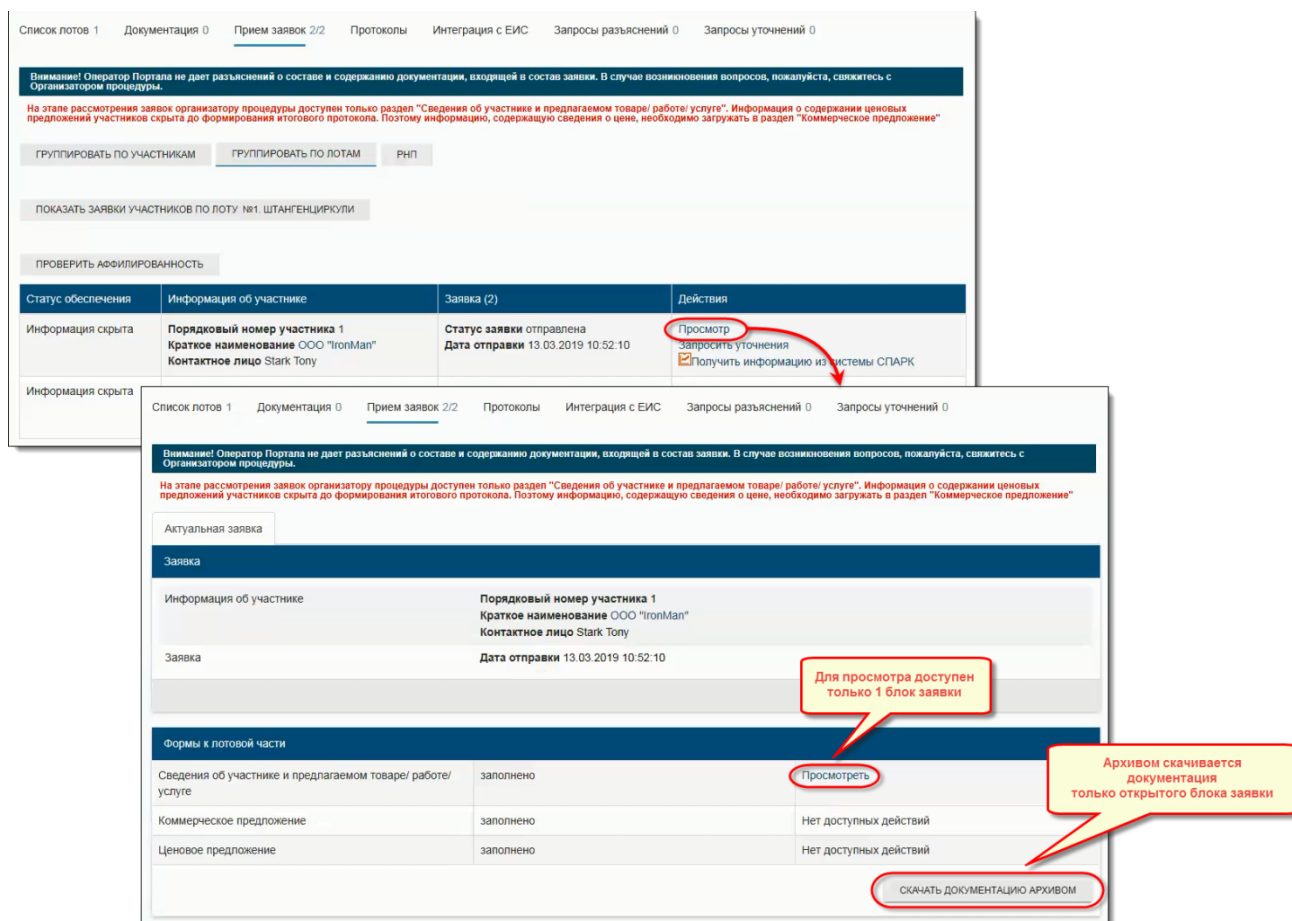 Список лотов 1 Документация 0 Прием заявок 2/2 Протоколы Интеграция с ЕИС Запросы разъяснений 0 Запросы уточнений 0
Внимание! Оператор Портала не дает разъяснений о составе и содержанию документации, входящей в состав заявки. В случае возникновения вопросов, пожалуйста, свяжитесь с
Организатором процедуры.
На этапе рассмотрения заявок организатору процедуры доступен только раздел "Сведения об участнике и предлагаемом товаре/ работе/ услуге". Информация о содержании ценовых
предложений участников скрыта до формирования итогового протокола. Поэтому информацию, содержащую сведения о цене, необходимо загружать в раздел "Коммерческое предложение"
ГРУППИРОВАТЬ ПО УЧАСТНИКАМ ГРУППИРОВАТЬ ПО ЛОТАМ РНП
ПОКАЗАТЬ ЗАЯВКИ УЧАСТНИКОВ ПО ЛОТУ №1. ШТАНГЕНЦИРКУЛИ
ПРОВЕРИТЬ АФФИЛИРОВАННОСТЬ
Статус обеспечения Информация об участнике Заявка (2) Действия
Информация скрыта Порядковый номер участника 1 Статус заявки отправлена Просмотр
Краткое наименование ООО "IronMan" Дата отправки 13.03.2019 10:52:10 Запросить уточнения
Контактное лицо Stark Tony Получить информацию из системы СПАРК
Информация скрыта
Список лотов 1 Документация 0 Прием заявок 2/2 Протоколы Интеграция с ЕИС Запросы разъяснений 0 Запросы уточнений 0
Внимание! Оператор Портала не дает разъяснений о составе и содержанию документации, входящей в состав заявки. В случае возникновения вопросов, пожалуйста, свяжитесь с
Организатором процедуры.
На этапе рассмотрения заявок организатору процедуры доступен только раздел "Сведения об участнике и предлагаемом товаре/ работе/ услуге". Информация о содержании ценовых
предложений участников скрыта до формирования итогового протокола. Поэтому информацию, содержащую сведения о цене, необходимо загружать в раздел "Коммерческое предложение"
Актуальная заявка
Заявка
Информация об участнике Порядковый номер участника 1
Краткое наименование ООО "IronMan"
Контактное лицо Stark Tony
Заявка Дата отправки 13.03.2019 10:52:10
Для просмотра доступен
только 1 блок заявки
Формы к лотовой части
Сведения об участнике и предлагаемом товаре/ работе/ заполнено Просмотреть
услуге
Архивом скачивается
документация
только открытого блока заявки
Коммерческое предложение заполнено Нет доступных действий
Ценовое предложение заполнено Нет доступных действий
СКАЧАТЬ ДОКУМЕНТАЦИЮ АРХИВОМ